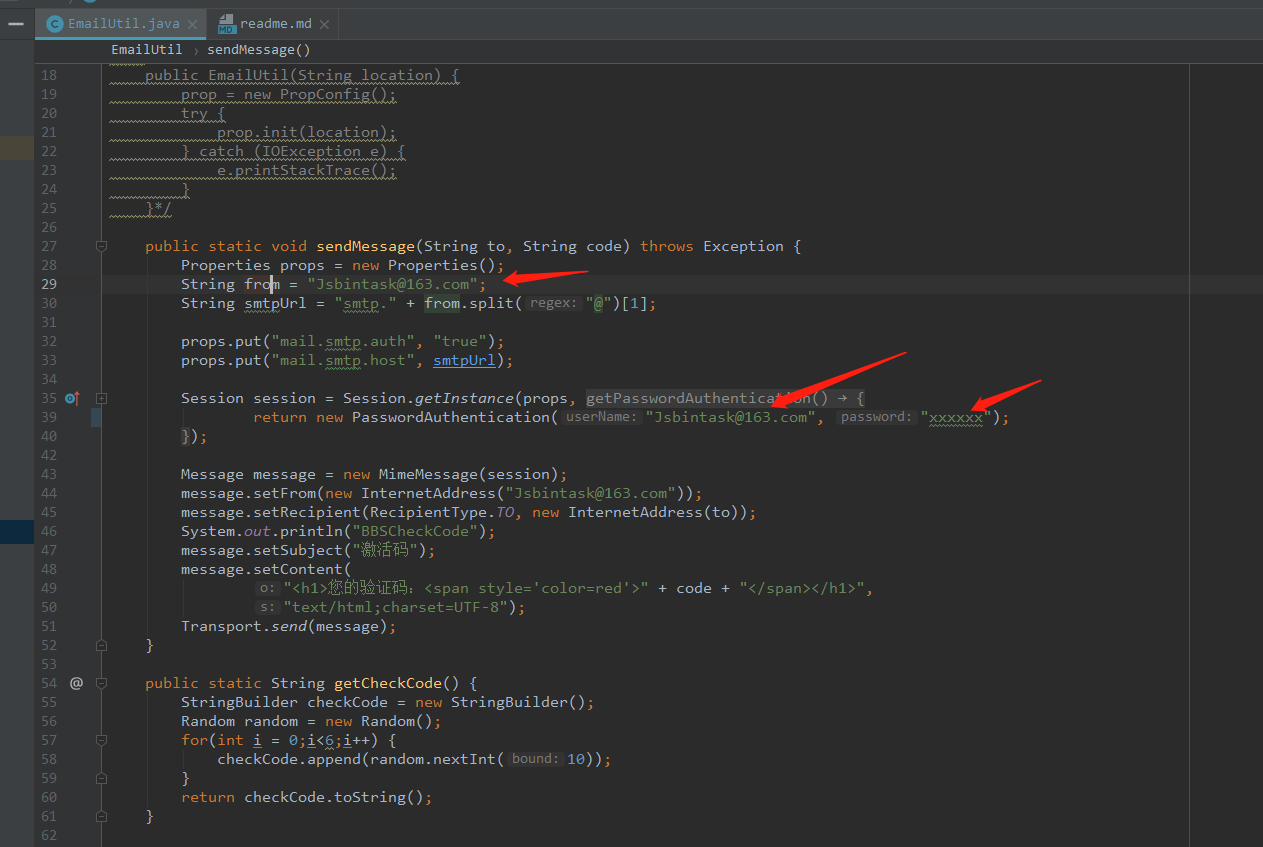 EmailUtil.java
readme.md
EmailUtil › sendMessage()
18 public EmailUtil(String location) {
19 prop = new PropConfig();
20 try {
21 prop.init(location);
22 } catch (IOException e) {
23 e.printStackTrace();
24 }
25 }*/
26
27 public static void sendMessage(String to, String code) throws Exception {
28 Properties props = new Properties();
29 String from = "Jsbintask@163.com";
30 String smtpUrl = "smtp." + from.split( regex: "@")[1];
31
32 props.put("mail.smtp.auth", "true");
33 props.put("mail.smtp.host", smtpUrl);
34
35 Session session = Session.getInstance(props, getPasswordAuthentication() → {
39 return new PasswordAuthentication( userName: "Jsbintask@163.com", password: "xxxxxx");
40 });
42
43 Message message = new MimeMessage(session);
44 message.setFrom(new InternetAddress("Jsbintask@163.com"));
45 message.setRecipient(RecipientType.TO, new InternetAddress(to));
46 System.out.println("BBSCheckCode");
47 message.setSubject("激活码");
48 message.setContent(
49 o: "<h1>您的验证码：<span style='color=red'>" + code + "</span></h1>",
50 s: "text/html;charset=UTF-8");
51 Transport.send(message);
52 }
53
54 @ public static String getCheckCode() {
55 StringBuilder checkCode = new StringBuilder();
56 Random random = new Random();
57 for(int i = 0;i<6;i++) {
58 checkCode.append(random.nextInt( bound: 10));
59 }
60 return checkCode.toString();
61 }
62